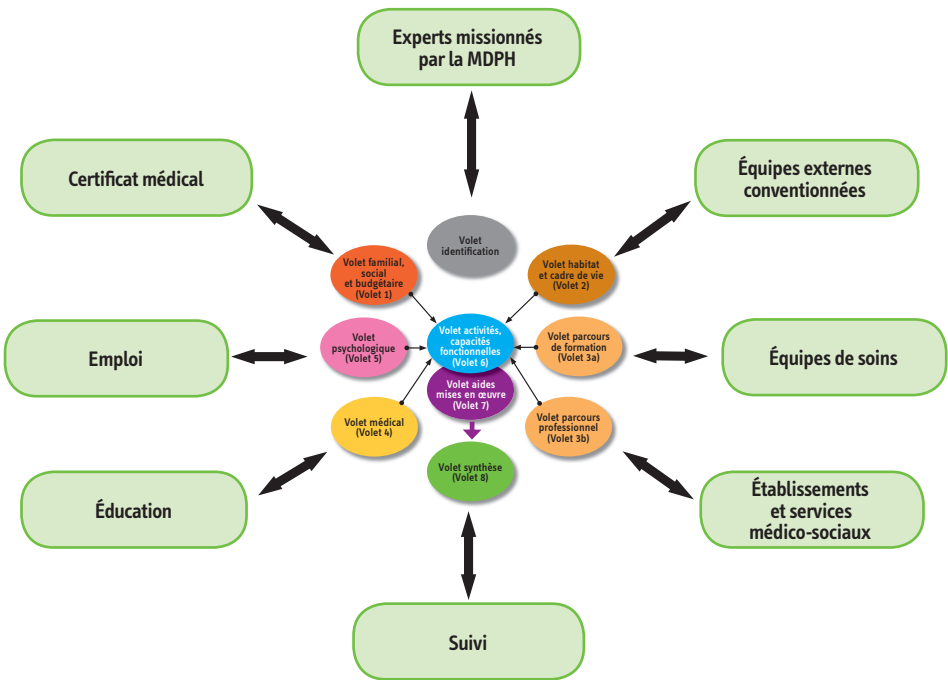 Experts missionnés
par la MDPH
Certificat médical
Équipes externes
conventionnées
Volet
identification
Volet familial,
social
et budgétaire
(Volet 1)
Volet habitat
et cadre de vie
(Volet 2)
Emploi
Volet
psychologique
(Volet 5)
Volet activités,
capacités
fonctionnelles
(Volet 6)
Volet parcours
de formation
(Volet 3a)
Équipes de soins
Volet aides
mises en œuvre
(Volet 7)
Volet médical
(Volet 4)
Volet parcours
professionnel
(Volet 3b)
Volet synthèse
(Volet 8)
Éducation
Établissements
et services
médico-sociaux
Suivi